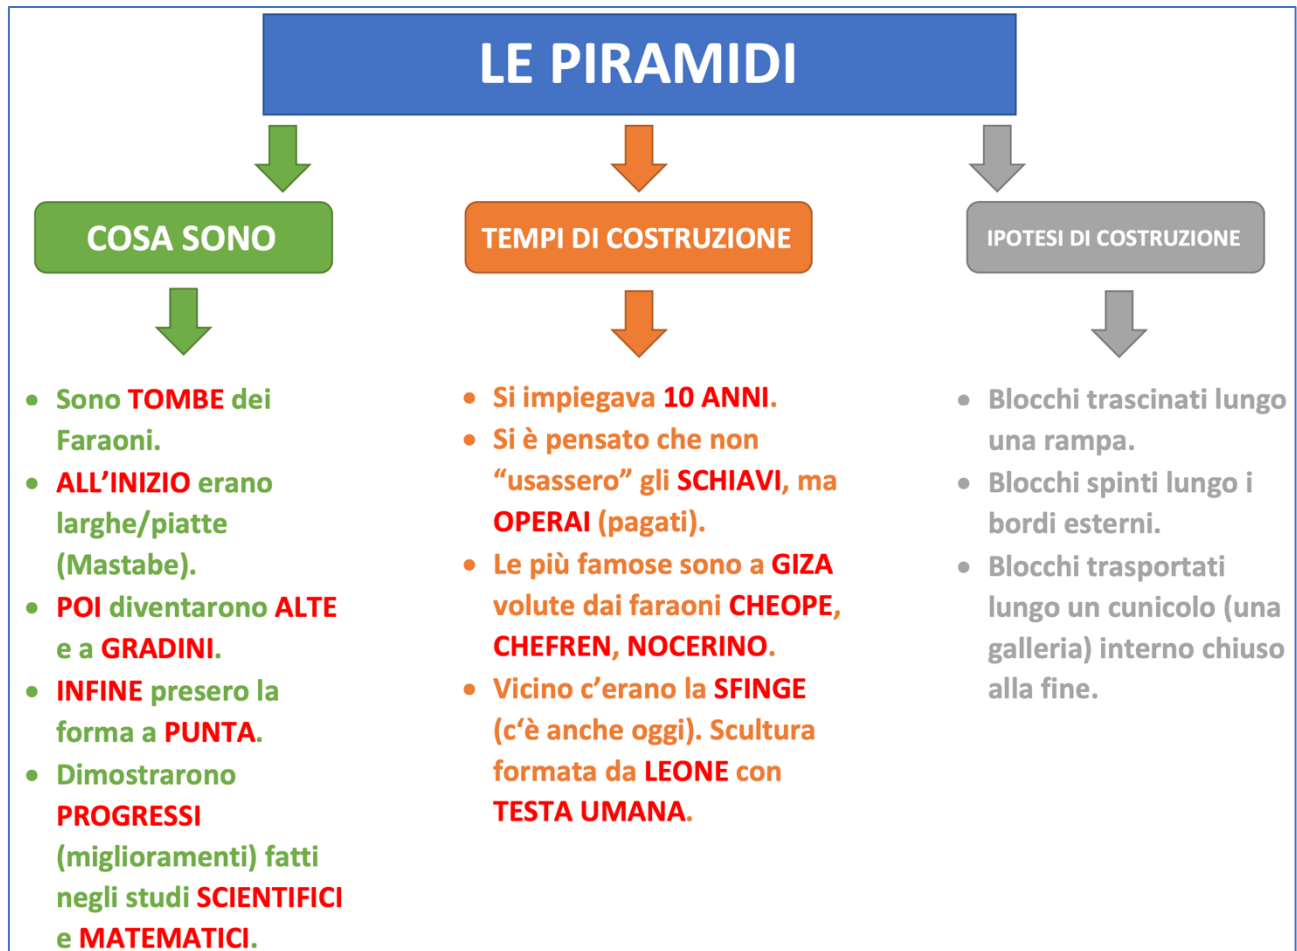 LE PIRAMIDI
COSA SONO
• Sono TOMBE dei
Faraoni.
• ALL’INIZIO erano
larghe/piatte
(Mastabe).
• POI diventarono ALTE
e a GRADINI.
• INFINE presero la
forma a PUNTA.
• Dimostrarono
PROGRESSI
(miglioramenti) fatti
negli studi SCIENTIFICI
e MATEMATICI.
TEMPI DI COSTRUZIONE
• Si impiegava 10 ANNI.
• Si è pensato che non
“usassero” gli SCHIAVI, ma
OPERAI (pagati).
• Le più famose sono a GIZA
volute dai faraoni CHEOPE,
CHEFREN, NOCERINO.
• Vicino c’erano la SFINGE
(c‘è anche oggi). Scultura
formata da LEONE con
TESTA UMANA.
IPOTESI DI COSTRUZIONE
• Blocchi trascinati lungo
una rampa.
• Blocchi spinti lungo i
bordi esterni.
• Blocchi trasportati
lungo un cunicolo (una
galleria) interno chiuso
alla fine.